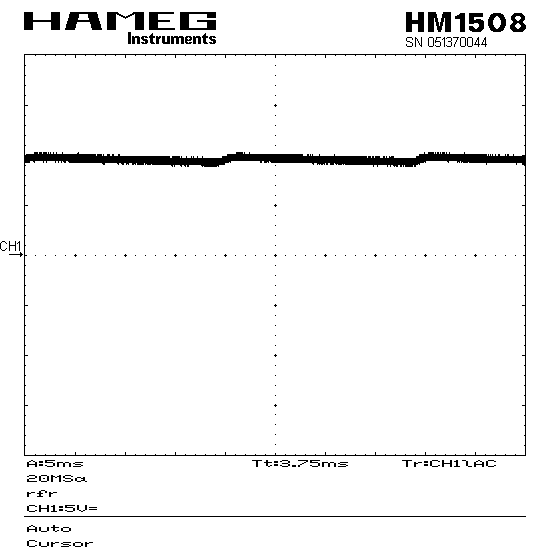 HAMEG
Instruments
HM1508
SN 051370044
CH1
A:5ms Tt:3.75ms Tr:CH1~AC
20MSa
rfr
CH1:5V=
Auto
Cursor